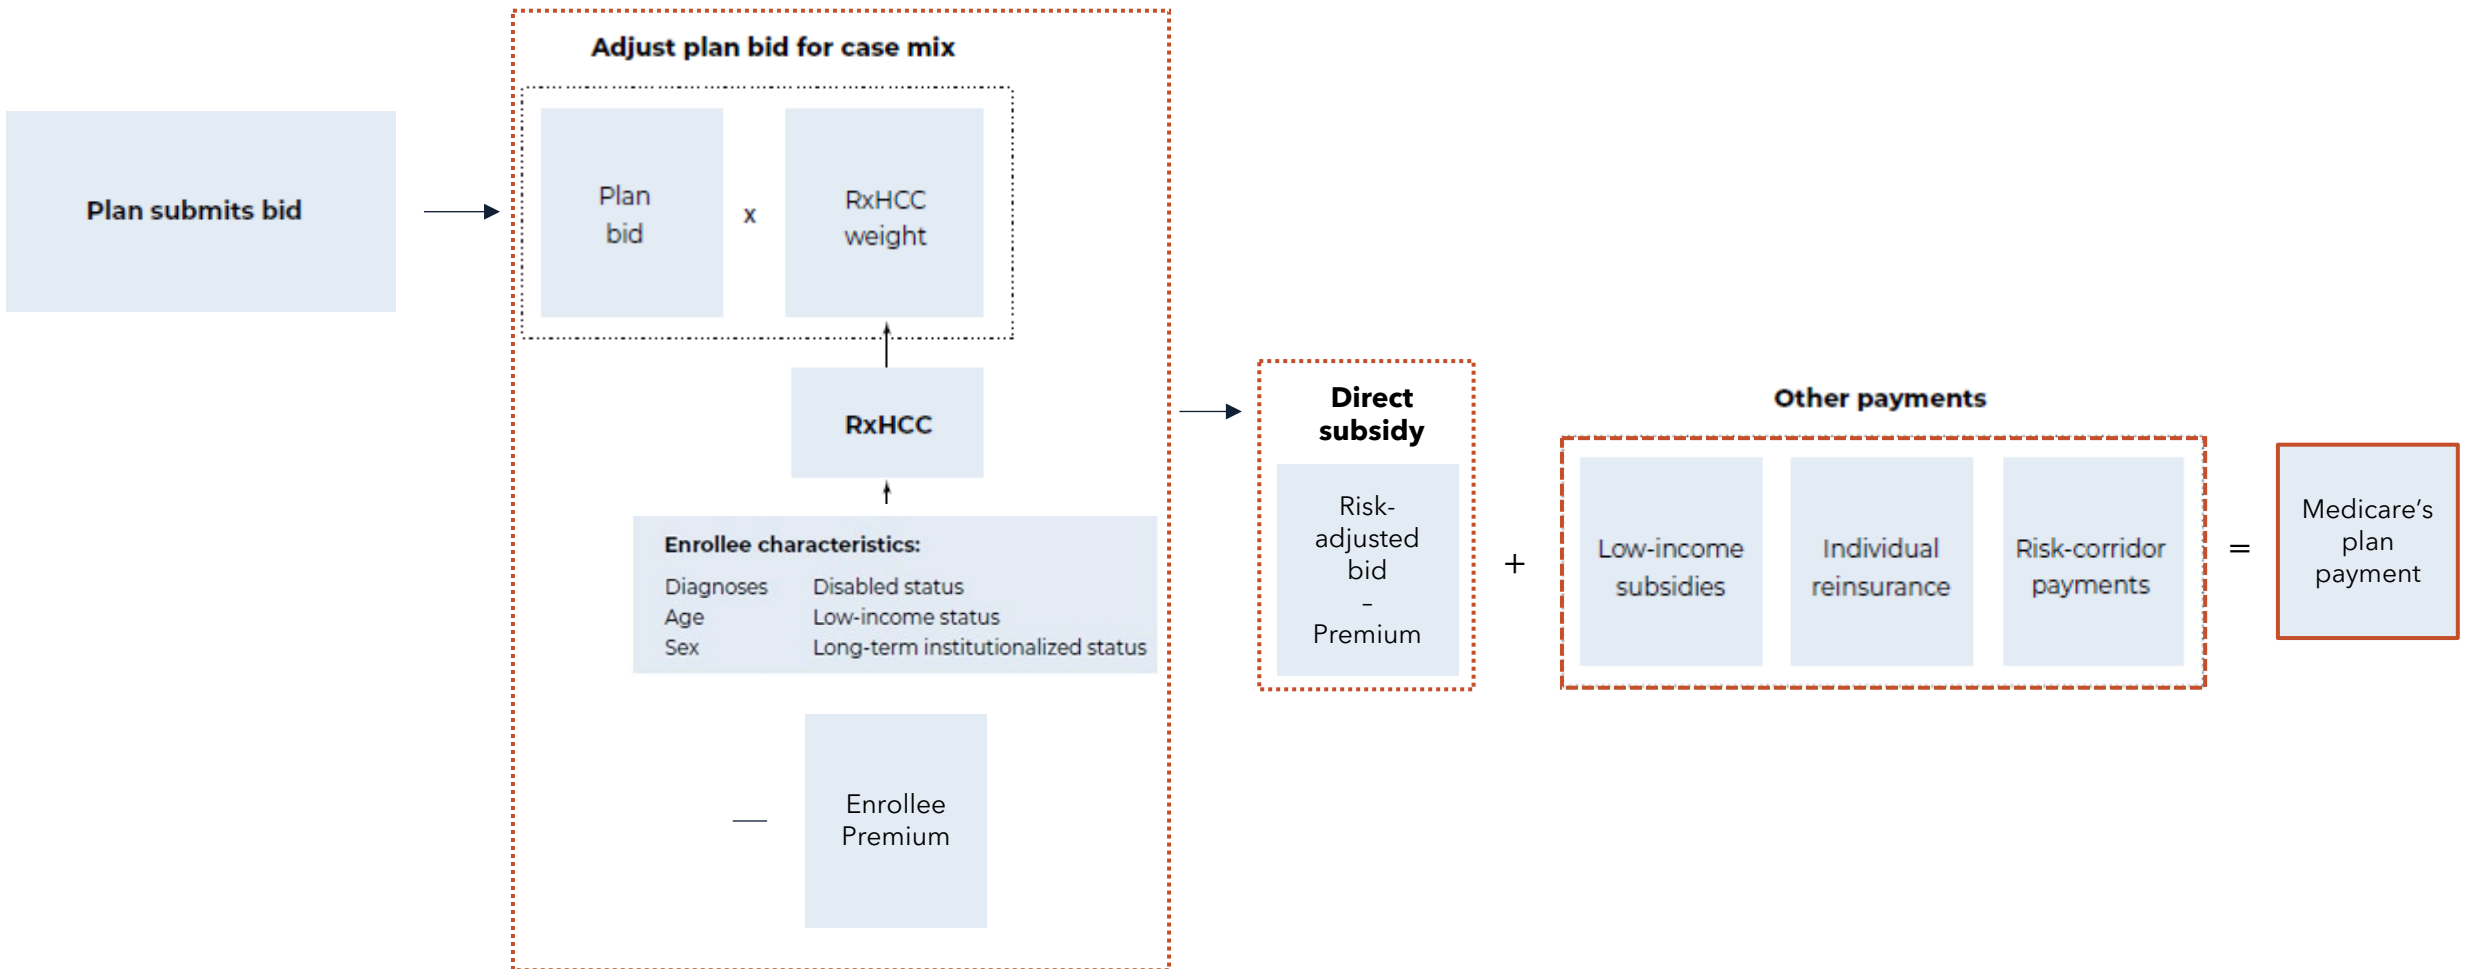 Adjust plan bid for case mix
Plan submits bid
Plan
bid
x
RxHCC
weight
RxHCC
Enrollee characteristics:
Diagnoses Disabled status
Age Low-income status
Sex Long-term institutionalized status
—
Enrollee
Premium
Direct
subsidy
Risk-
adjusted
bid
–
Premium
+
Other payments
Low-income
subsidies
Individual
reinsurance
Risk-corridor
payments
=
Medicare’s
plan
payment